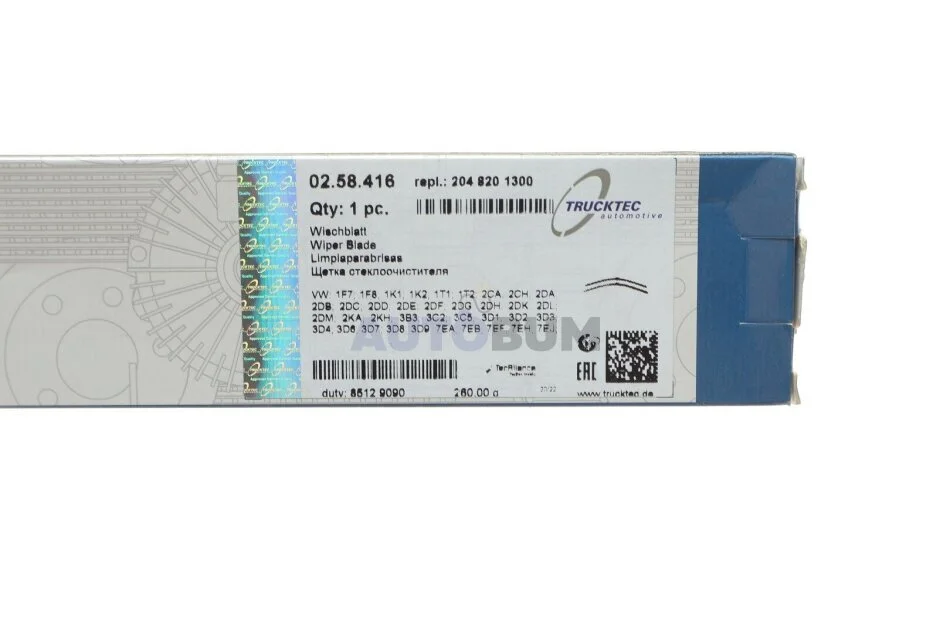 02.58.416 repl.: 204 820 1300
Qty: 1 pc.
TRUCKTEC
automotive
Wischblatt
Wiper Blade
Limpiaparabrisas
Щетка стеклоочистителя
VW: 1F7, 1F8, 1K1, 1K2, 1T1, 1T2, 2CA, 2CH, 2DA,
2DB, 2DC, 2DD, 2DE, 2DF, 2DG, 2DH, 2DK, 2DL,
2DM, 2KA, 2KH, 3B3, 3C2, 3C5, 3D1, 3D2, 3D3,
3D4, 3D6, 3D7, 3D8, 3D9, 7EA, 7EB, 7EF, 7EH, 7EJ,
AUTOBUM
TecAlliance
EAC
duty: 8512 9090 260.00 g
www.trucktec.de